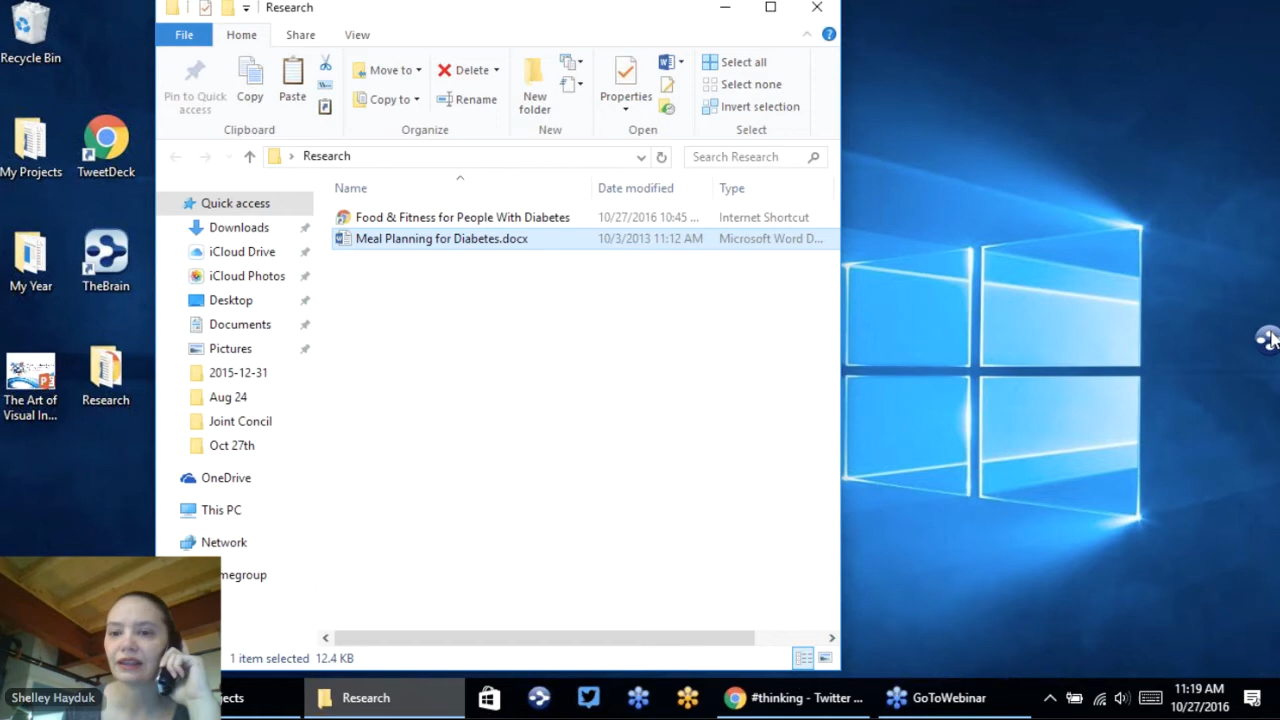 Research
File
Home
Share
View
Pin to Quick
access
Copy
Paste
Move to
Copy to
Delete
Rename
New
folder
Properties
Select all
Select none
Invert selection
Clipboard
Organize
New
Open
Select
Research
Search Research
Name
Date modified
Type
Food & Fitness for People With Diabetes
10/27/2016 10:45 ...
Internet Shortcut
Meal Planning for Diabetes.docx
10/3/2013 11:12 AM
Microsoft Word D...
Quick access
Downloads
iCloud Drive
iCloud Photos
Desktop
Documents
Pictures
2015-12-31
Aug 24
Joint Concil
Oct 27th
OneDrive
This PC
Network
megroup
1 item selected
12.4 KB
Recycle Bin
My Projects
TweetDeck
My Year
TheBrain
The Art of
Visual In...
Research
Shelley Hayduk
jects
Research
#thinking - Twitter ...
GoToWebinar
11:19 AM
10/27/2016